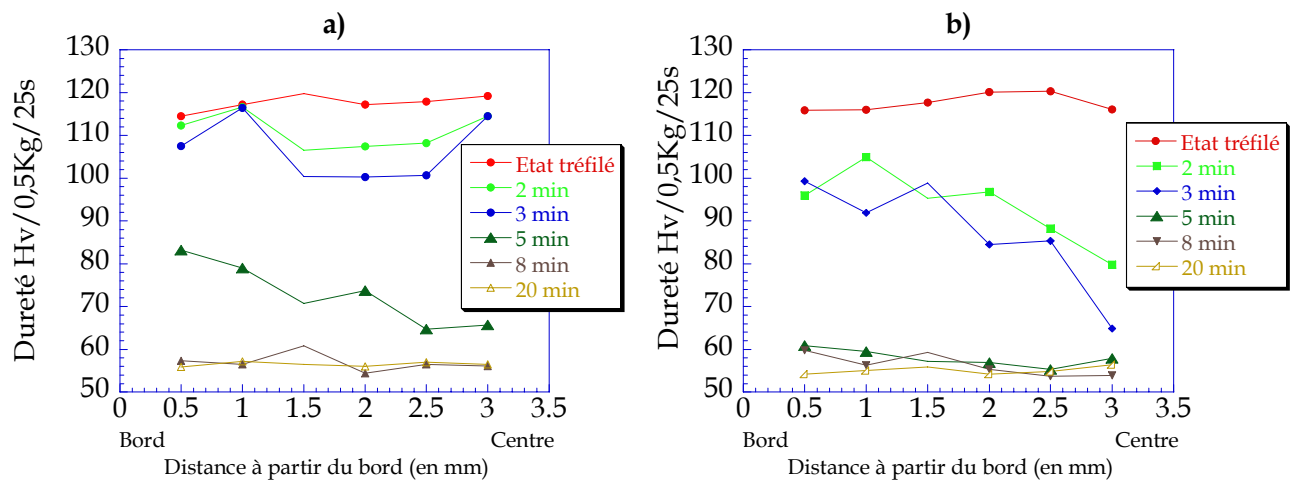 a)
Dureté Hv/0,5Kg/25s
130
120
110
100
90
80
70
60
50
0 0.5 1 1.5 2 2.5 3 3.5
Bord Centre
Distance à partir du bord (en mm)
Etat tréfilé
2 min
3 min
5 min
8 min
20 min
b)
Dureté Hv/0,5Kg/25s
130
120
110
100
90
80
70
60
50
0 0.5 1 1.5 2 2.5 3 3.5
Bord Centre
Distance à partir du bord (en mm)
Etat tréfilé
2 min
3 min
5 min
8 min
20 min